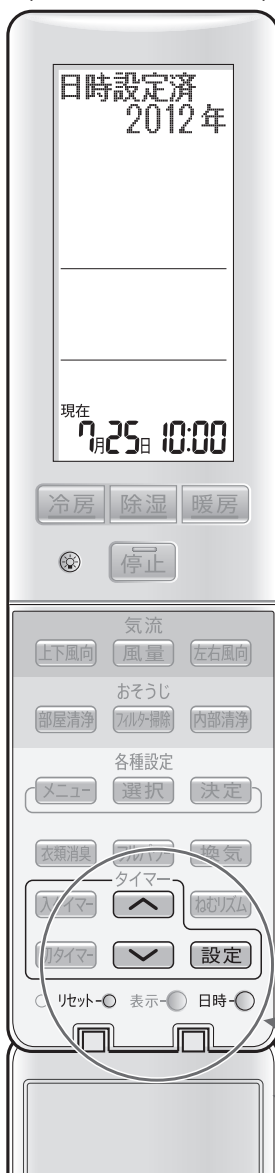 日時設定済
2012年
現在
7月25日 10:00
冷房 除湿 暖房
停止
気流
上下風向 風量 左右風向
おそうじ
部屋清浄 フィルター掃除 内部清浄
各種設定
メニュー 選択 決定
衣類消臭 フルパワー 換気
タイマー
入タイマー ねむリズム
切タイマー 設定
リセット 表示 日時